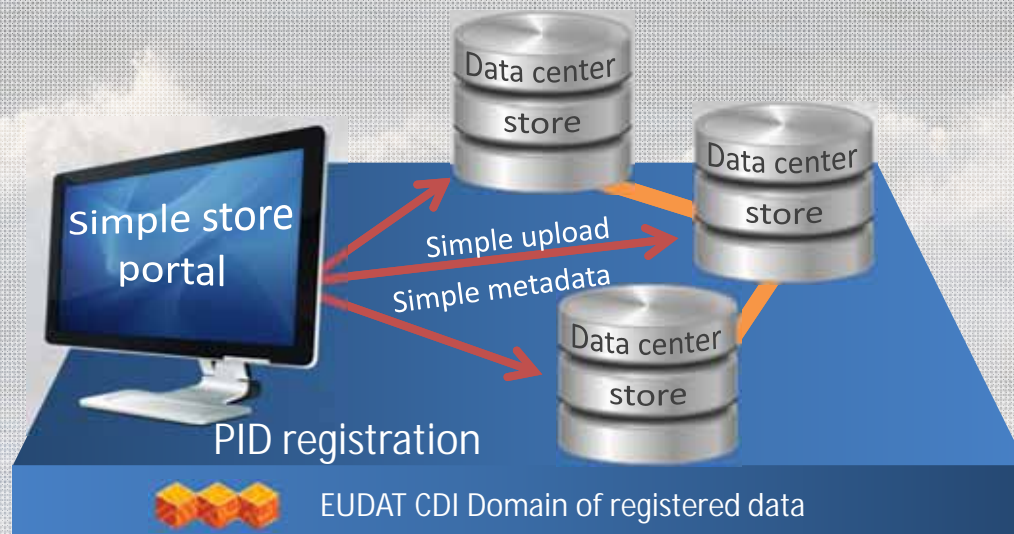 Data center
store
Data center
store
Simple store
portal
Simple upload
Simple metadata
Data center
store
PID registration
EUDAT CDI Domain of registered data